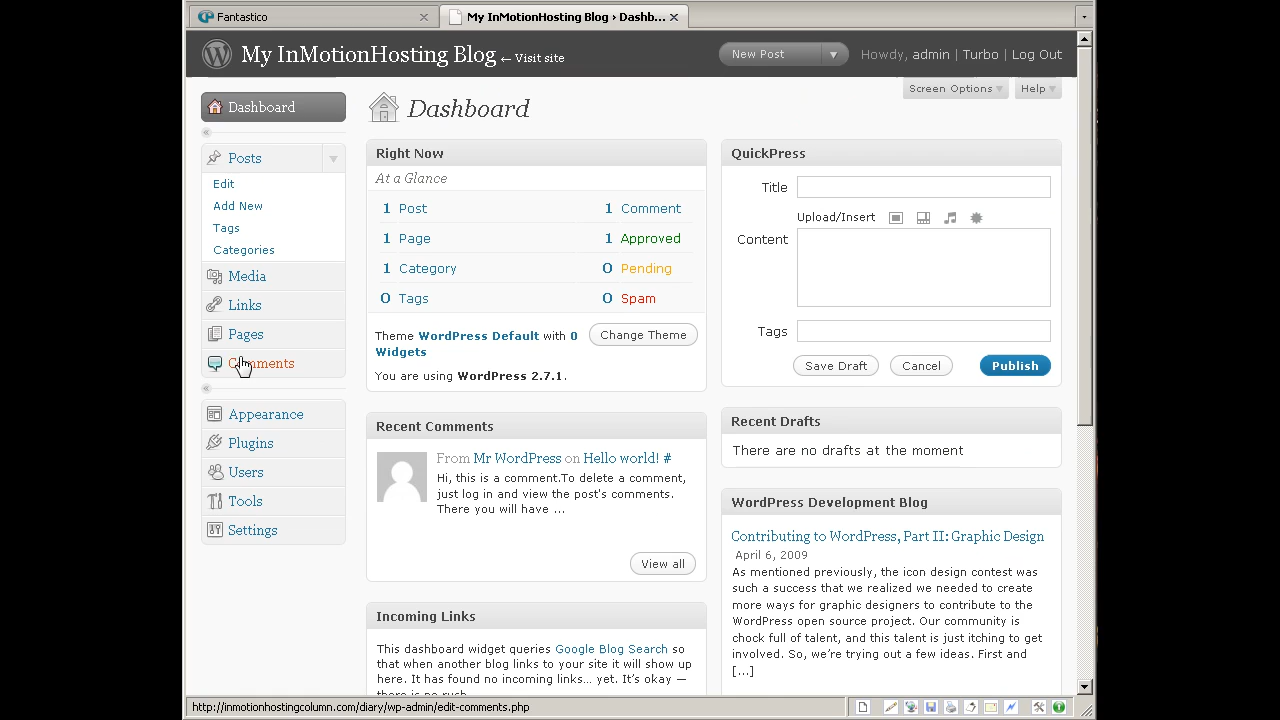 Fantastico
My InMotionHosting Blog › Dashb...
My InMotionHosting Blog ← Visit site
New Post
Howdy, admin | Turbo | Log Out
Screen Options
Help
Dashboard
Posts
Edit
Add New
Tags
Categories
Media
Links
Pages
Comments
Appearance
Plugins
Users
Tools
Settings
Dashboard
Right Now
At a Glance
1 Post
1 Comment
1 Page
1 Approved
1 Category
0 Pending
0 Tags
0 Spam
Theme WordPress Default with 0
Widgets
Change Theme
You are using WordPress 2.7.1.
Recent Comments
From Mr WordPress on Hello world! #
Hi, this is a comment.To delete a comment,
just log in and view the post's comments.
There you will have ...
View all
Incoming Links
This dashboard widget queries Google Blog Search so
that when another blog links to your site it will show up
here. It has found no incoming links... yet. It's okay —
there is no rush.
QuickPress
Title
Upload/Insert
Content
Tags
Save Draft
Cancel
Publish
Recent Drafts
There are no drafts at the moment
WordPress Development Blog
Contributing to WordPress, Part II: Graphic Design
April 6, 2009
As mentioned previously, the icon design contest was
such a success that we realized we needed to create
more ways for graphic designers to contribute to the
WordPress open source project. Our community is
chock full of talent, and this talent is just itching to get
involved. So, we're trying out a few ideas. First and
[...]
http://inmotionhostingcolumn.com/diary/wp-admin/edit-comments.php